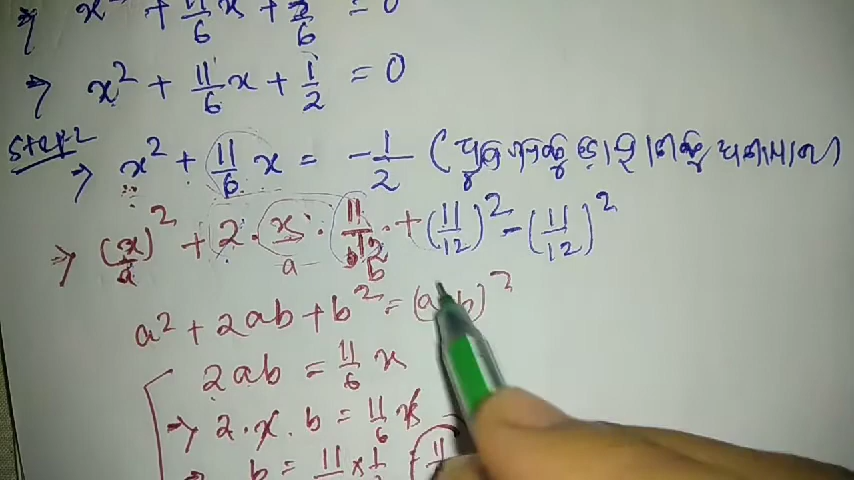 ⇒ x² + 11/6 x + 3/6 = 0
⇒ x² + 11/6 x + 1/2 = 0
Step-2
⇒ x² + 11/6 x = -1/2 (
⇒ (x)² + 2 · x · 11/12 · + (11/12)² - (11/12)²
a a b
a² + 2ab + b² = (a b)²
2ab = 11/6 x
⇒ 2·x·b = 11/6 x
⇒ b = 11 × 1 11